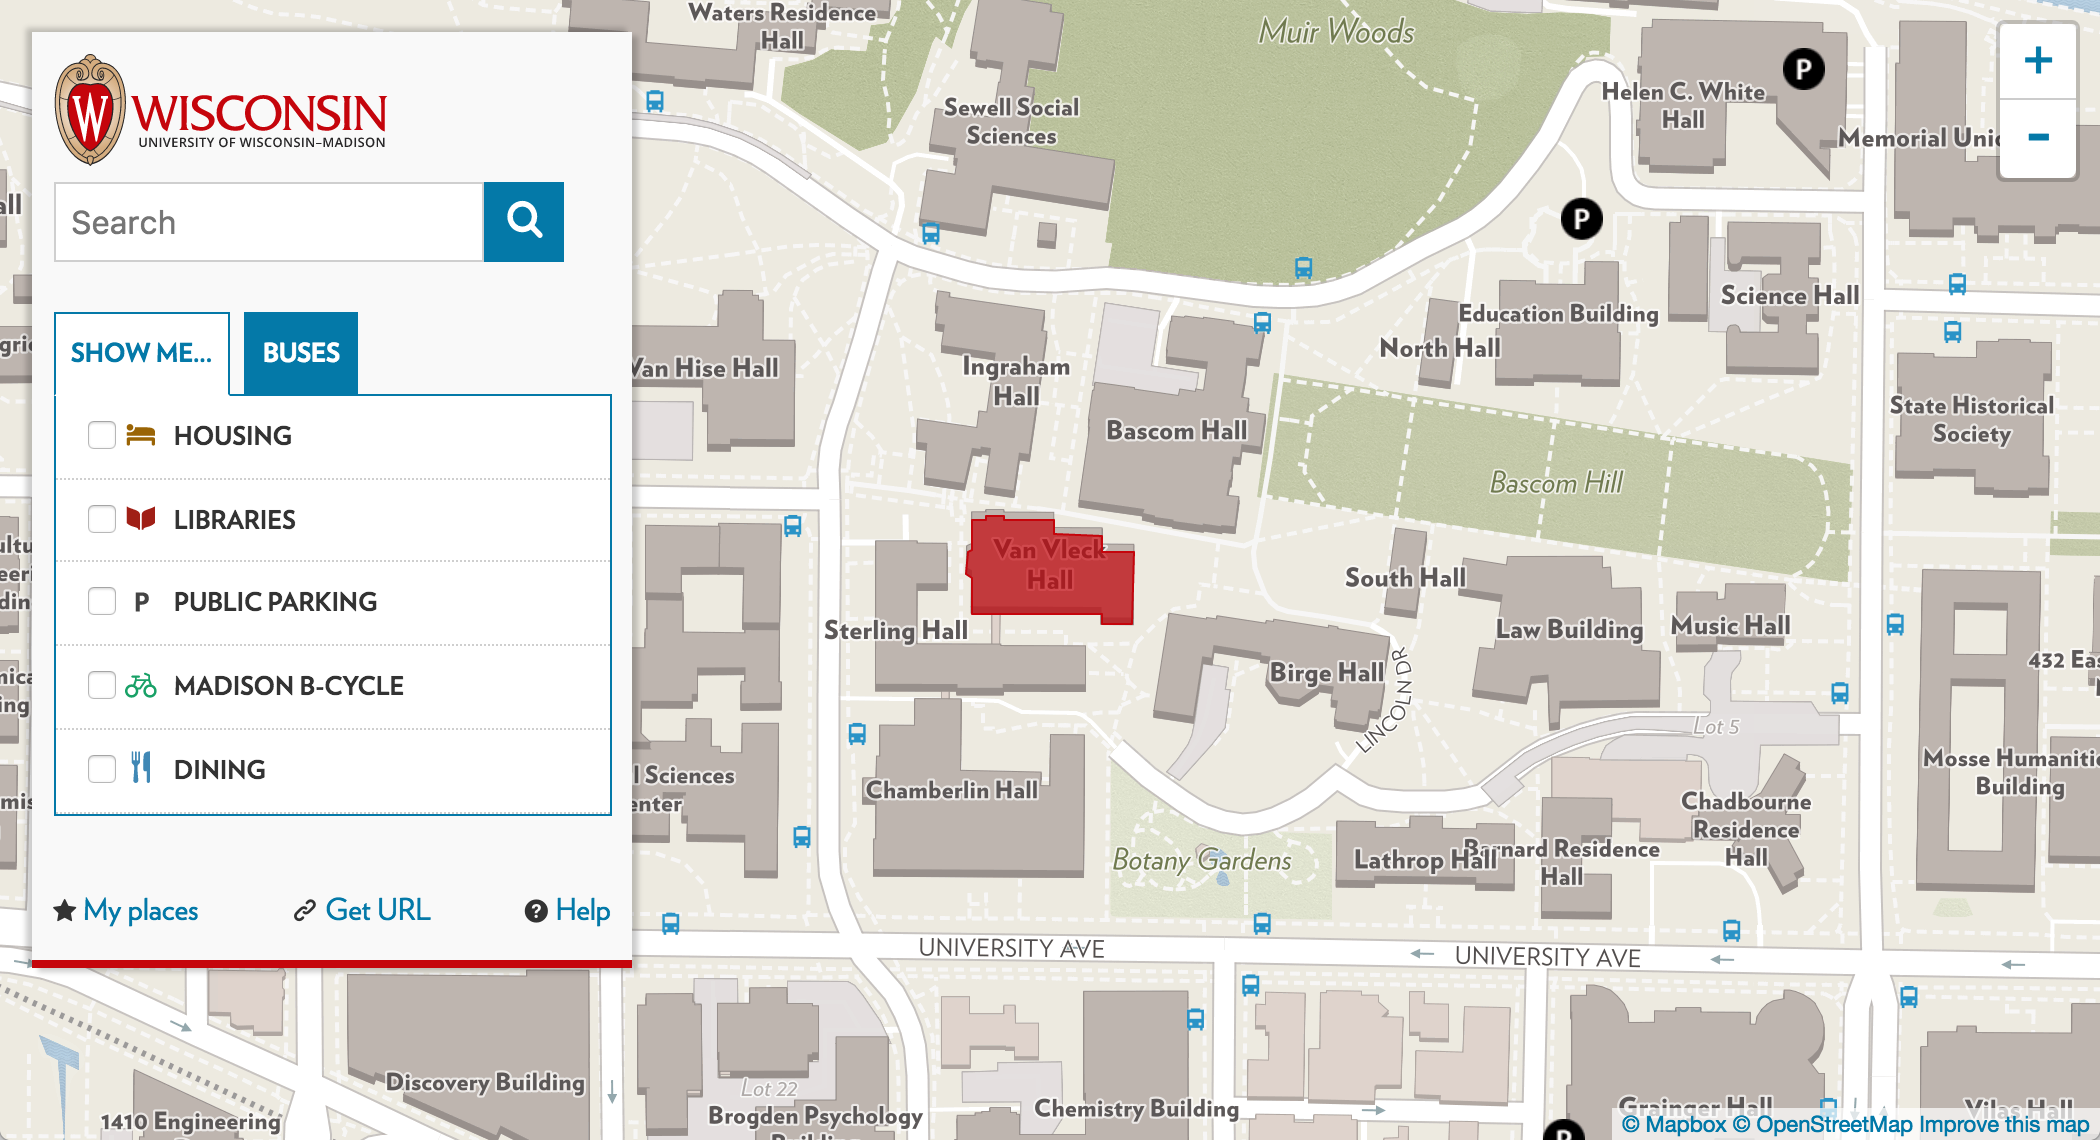 W
WISCONSIN
UNIVERSITY OF WISCONSIN–MADISON
Search
SHOW ME...
BUSES
HOUSING
LIBRARIES
P PUBLIC PARKING
MADISON B-CYCLE
DINING
My places
Get URL
? Help
Waters Residence
Hall
Muir Woods
Sewell Social
Sciences
Helen C. White
Hall
P
P
Memorial Unio
+
-
Van Hise Hall
Ingraham
Hall
Bascom Hall
North Hall
Education Building
Science Hall
State Historical
Society
Bascom Hill
Van Vleck
Hall
South Hall
Sterling Hall
Birge Hall
Law Building
Music Hall
LINCOLN DR
432 Eas
Lot 5
l Sciences
enter
Chamberlin Hall
Botany Gardens
Lathrop Hall
Barnard Residence
Hall
Chadbourne
Residence
Hall
Mosse Humanitie
Building
UNIVERSITY AVE
UNIVERSITY AVE
Discovery Building
1410 Engineering
Lot 22
Brogden Psychology
Building
Chemistry Building
Grainger Hall
Vilas Hall
P
© Mapbox © OpenStreetMap Improve this map